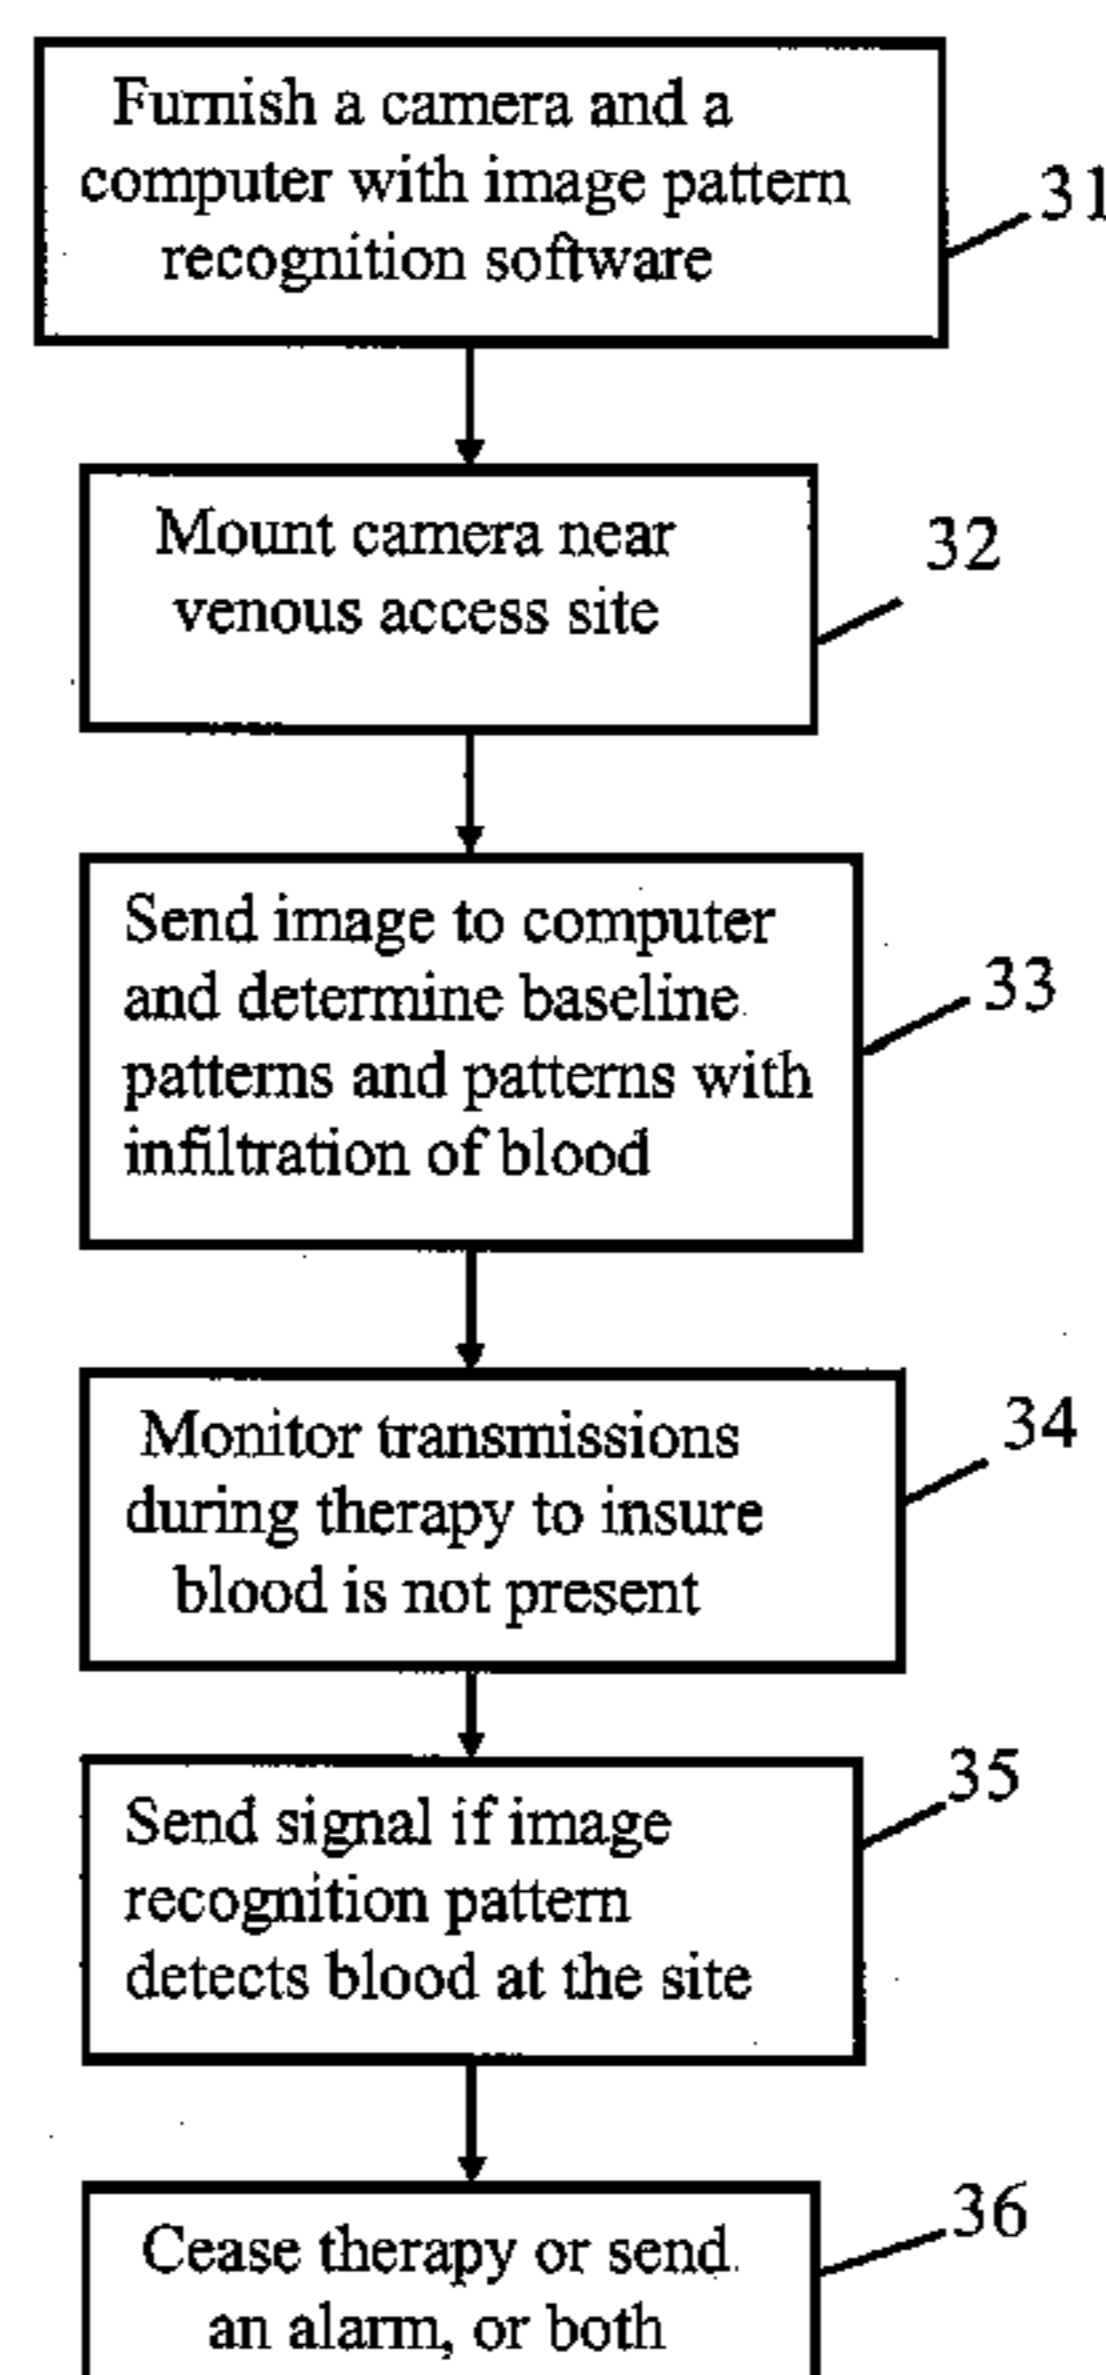 Furnish a camera and a
computer with image pattern
recognition software
31
Mount camera near
venous access site
32
Send image to computer
and determine baseline
patterns and patterns with
infiltration of blood
33
Monitor transmissions
during therapy to insure
blood is not present
34
Send signal if image
recognition pattern
detects blood at the site
35
Cease therapy or send
an alarm, or both
36